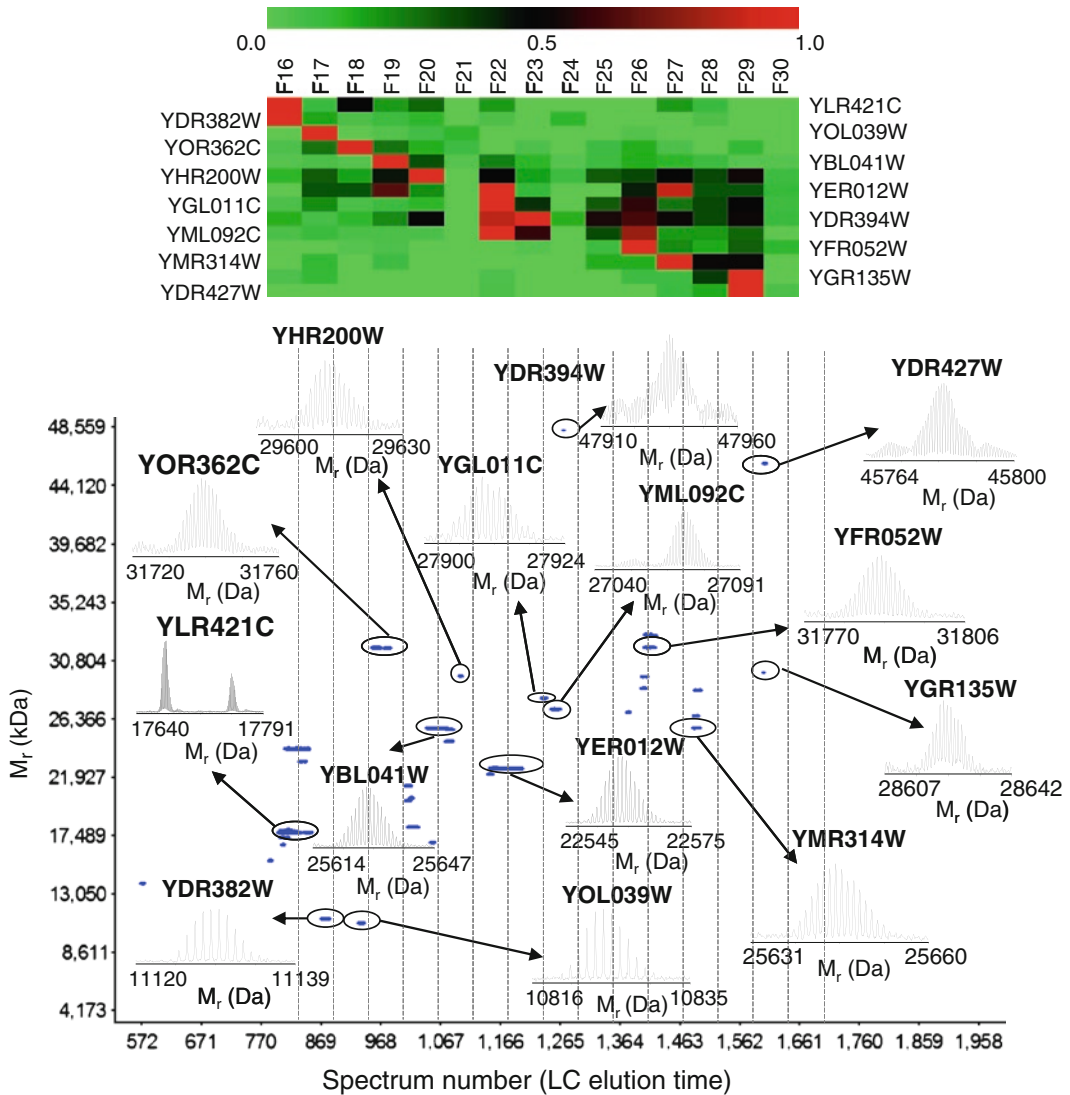 0.0 0.5 1.0
F16 F17 F18 F19 F20 F21 F22 F23 F24 F25 F26 F27 F28 F29 F30
YLR421C
YDR382W
YOL039W
YOR362C
YBL041W
YHR200W
YER012W
YGL011C
YDR394W
YML092C
YFR052W
YMR314W
YGR135W
YDR427W
YHR200W
29600 29630
Mr (Da)
YDR394W
47910 47960
Mr (Da)
YDR427W
45764 45800
Mr (Da)
YOR362C
31720 31760
Mr (Da)
YGL011C
27900 27924
Mr (Da)
YML092C
27040 27091
Mr (Da)
YFR052W
31770 31806
Mr (Da)
YLR421C
17640 17791
Mr (Da)
YGR135W
28607 28642
Mr (Da)
YBL041W
25614 25647
Mr (Da)
YER012W
22545 22575
Mr (Da)
YMR314W
25631 25660
Mr (Da)
YDR382W
11120 11139
Mr (Da)
YOL039W
10816 10835
Mr (Da)
Mr (kDa)
48,559
44,120
39,682
35,243
30,804
26,366
21,927
17,489
13,050
8,611
4,173
572 671 770 869 968 1,067 1,166 1,265 1,364 1,463 1,562 1,661 1,760 1,859 1,958
Spectrum number (LC elution time)